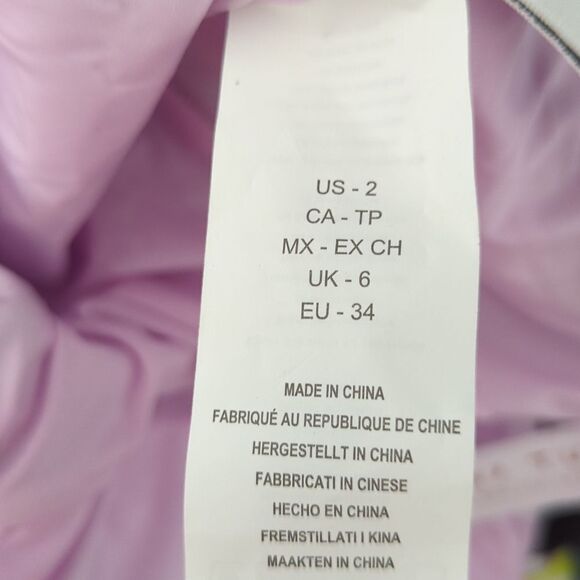 US - 2
CA - TP
MX - EX CH
UK - 6
EU - 34
MADE IN CHINA
FABRIQUÉ AU REPUBLIQUE DE CHINE
HERGESTELLT IN CHINA
FABBRICATI IN CINESE
HECHO EN CHINA
FREMSTILLATI I KINA
MAAKTEN IN CHINA